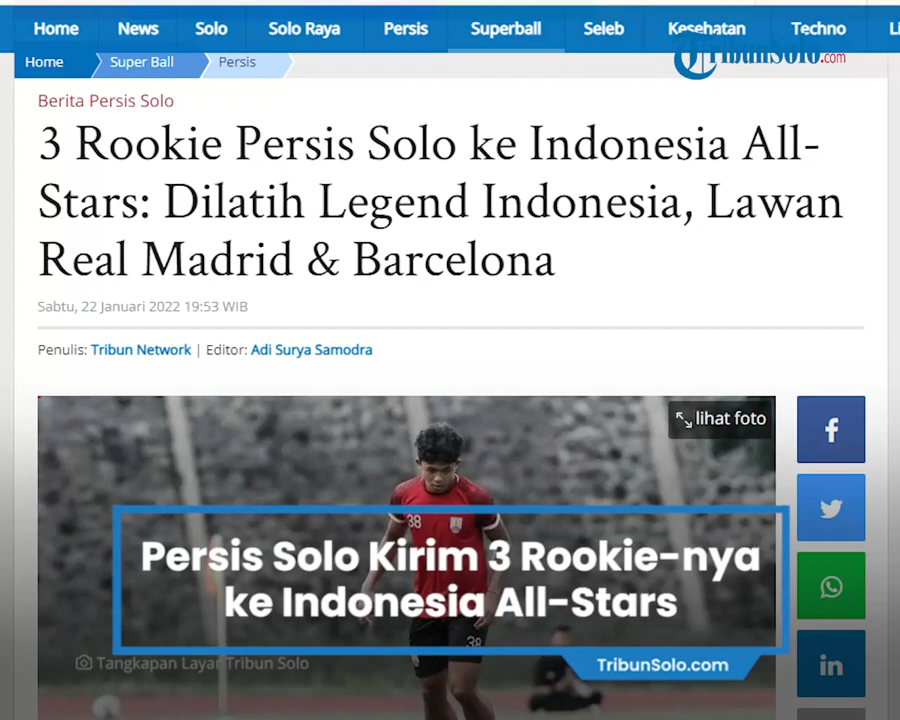 Home News Solo Solo Raya Persis Superball Seleb Kesehatan Techno
Home Super Ball Persis
TribunSolo.com
Berita Persis Solo
3 Rookie Persis Solo ke Indonesia All-
Stars: Dilatih Legend Indonesia, Lawan
Real Madrid & Barcelona
Sabtu, 22 Januari 2022 19:53 WIB
Penulis: Tribun Network | Editor: Adi Surya Samodra
lihat foto
f
38
Persis Solo Kirim 3 Rookie-nya
ke Indonesia All-Stars
38
Tangkapan Layar Tribun Solo
TribunSolo.com
in